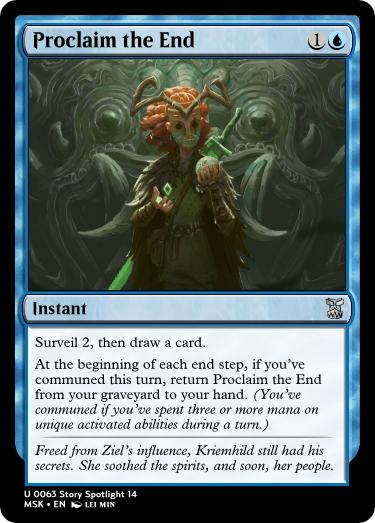 Proclaim the End 1
Instant
Surveil 2, then draw a card.
At the beginning of each end step, if you've
communed this turn, return Proclaim the End
from your graveyard to your hand. (You've
communed if you've spent three or more mana on
unique activated abilities during a turn.)
Freed from Ziel's influence, Kriemhild still had his
secrets. She soothed the spirits, and soon, her people.
U 0063 Story Spotlight 14
MSK • EN LEI MIN